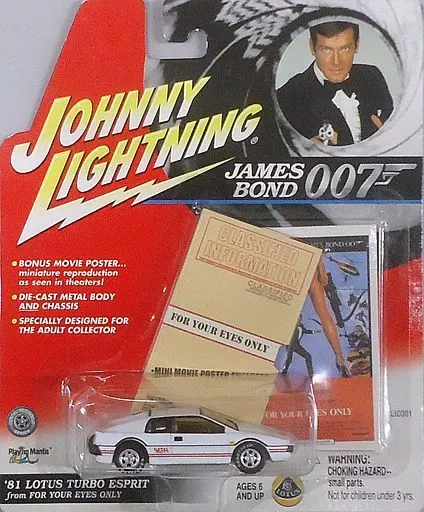 JOHNNY
LIGHTNING®
JAMES
BOND 007
• BONUS MOVIE POSTER...
miniature reproduction
as seen in theaters!
• DIE-CAST METAL BODY
AND CHASSIS
• SPECIALLY DESIGNED FOR
THE ADULT COLLECTOR
CLASSIFIED
INFORMATION
CLASSIFIED
FOR YOUR EYES ONLY
•MINI MOVIE POSTER
BOND 007
FOR YOUR EYES ONLY
Playing Mantis
'81 LOTUS TURBO ESPRIT
from FOR YOUR EYES ONLY
AGES 6
AND UP
LOTUS
LIC001
WARNING:
CHOKING HAZARD--
small parts.
Not for children under 3 yrs.